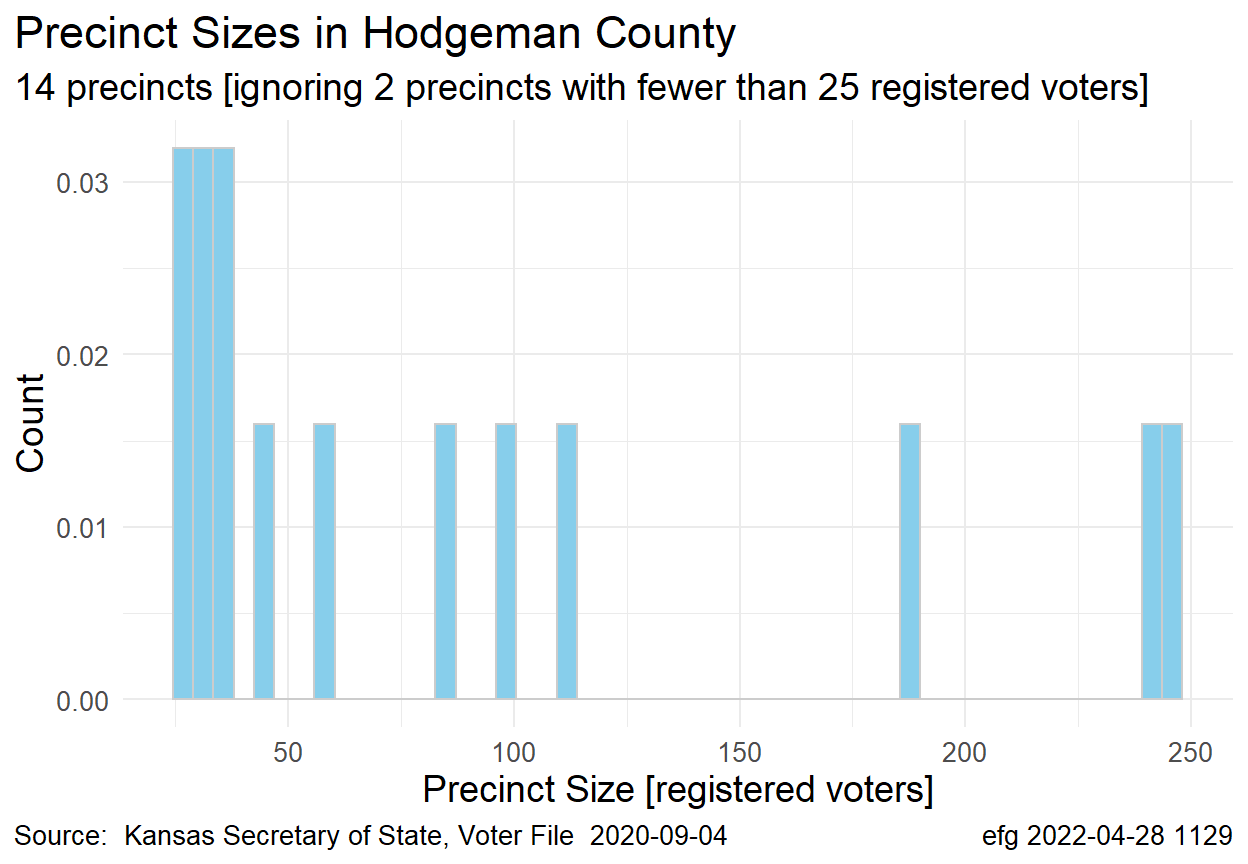 Precinct Sizes in Hodgeman County
14 precincts [ignoring 2 precincts with fewer than 25 registered voters]
0.03
0.02
0.01
0.00
Count
50 100 150 200 250
Precinct Size [registered voters]
Source:  Kansas Secretary of State, Voter File  2020-09-04
efg 2022-04-28 1129